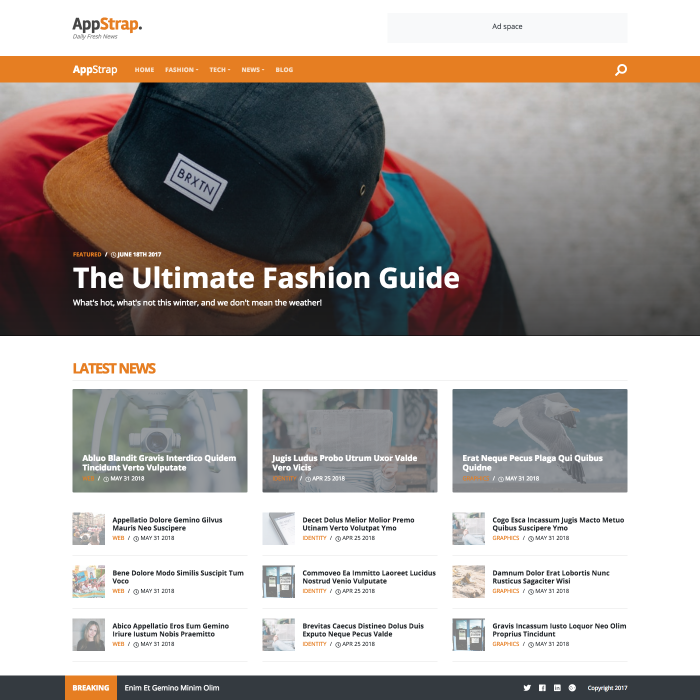 AppStrap.
Daily Fresh News
Ad space
AppStrap HOME FASHION TECH NEWS BLOG
BRXTN
FEATURED / JUNE 18TH 2017
The Ultimate Fashion Guide
What's hot, what's not this winter, and we don't mean the weather!
LATEST NEWS
Abluo Blandit Gravis Interdico Quidem
Tincidunt Verto Vulputate
WEB / MAY 31 2018
Jugis Ludus Probo Utrum Uxor Valde
Vero Vicis
IDENTITY / APR 25 2018
Erat Neque Pecus Plaga Qui Quibus
Quidne
GRAPHICS / MAY 31 2018
Appellatio Dolore Gemino Gilvus
Mauris Neo Suscipere
WEB / MAY 31 2018
Decet Dolus Melior Molior Premo
Utinam Verto Volutpat Ymo
IDENTITY / APR 25 2018
Cogo Esca Incassum Jugis Macto Metuo
Quibus Suscipere Ymo
GRAPHICS / MAY 31 2018
Bene Dolore Modo Similis Suscipit Tum
Voco
WEB / MAY 31 2018
Commoveo Ea Immitto Laoreet Lucidus
Nostrud Venio Vulputate
IDENTITY / APR 25 2018
Damnum Dolor Erat Lobortis Nunc
Rusticus Sagaciter Wisi
GRAPHICS / MAY 31 2018
Abico Appellatio Eros Eum Gemino
Iriure Iustum Nobis Praemitto
WEB / MAY 31 2018
Brevitas Caecus Distineo Dolus Duis
Exputo Neque Pecus Valde
IDENTITY / APR 25 2018
Gravis Incassum Iusto Loquor Neo Olim
Proprius Tincidunt
GRAPHICS / MAY 31 2018
BREAKING Enim Et Gemino Minim Olim
Copyright 2017